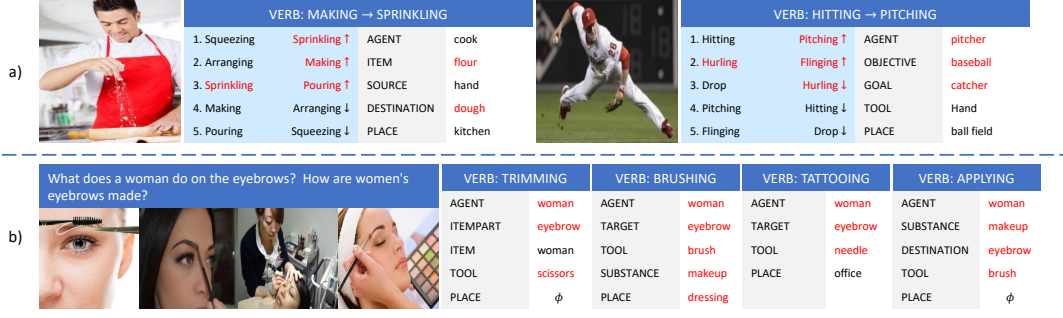 a)
VERB: MAKING → SPRINKLING
1. Squeezing Sprinkling ↑ AGENT cook
2. Arranging Making ↑ ITEM flour
3. Sprinkling Pouring ↑ SOURCE hand
4. Making Arranging ↓ DESTINATION dough
5. Pouring Squeezing ↓ PLACE kitchen
28
VERB: HITTING → PITCHING
1. Hitting Pitching ↑ AGENT pitcher
2. Hurling Flinging ↑ OBJECTIVE baseball
3. Drop Hurling ↓ GOAL catcher
4. Pitching Hitting ↓ TOOL Hand
5. Flinging Drop ↓ PLACE ball field
b)
What does a woman do on the eyebrows? How are women's
eyebrows made?
VERB: TRIMMING
AGENT woman
ITEMPART eyebrow
ITEM woman
TOOL scissors
PLACE ϕ
VERB: BRUSHING
AGENT woman
TARGET eyebrow
TOOL brush
SUBSTANCE makeup
PLACE dressing
VERB: TATTOOING
AGENT woman
TARGET eyebrow
TOOL needle
PLACE office
VERB: APPLYING
AGENT woman
SUBSTANCE makeup
DESTINATION eyebrow
TOOL brush
PLACE ϕ